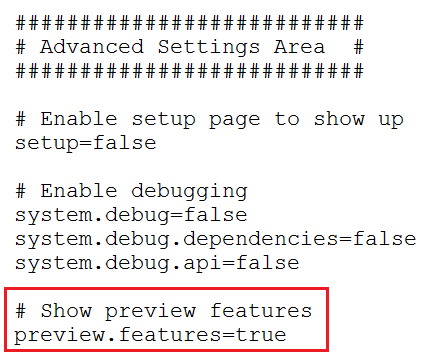 ###########################
# Advanced Settings Area  #
###########################
# Enable setup page to show up
setup=false
# Enable debugging
system.debug=false
system.debug.dependencies=false
system.debug.api=false
# Show preview features
preview.features=true